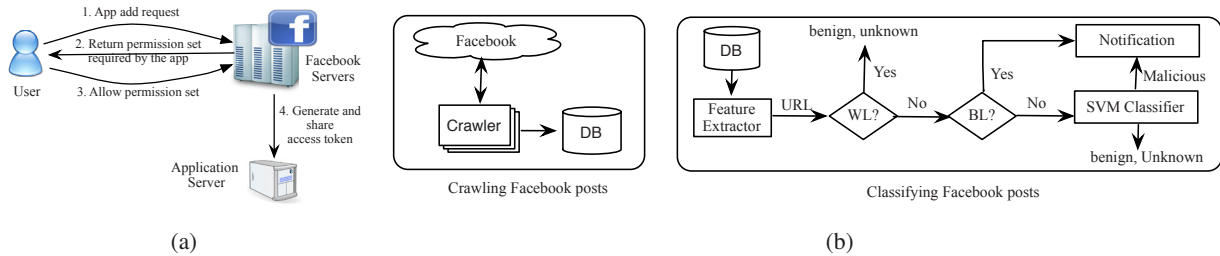 1. App add request
f
2. Return permission set
required by the app
Facebook
Servers
User
3. Allow permission set
4. Generate and
share
access token
Application
Server
(a)
Facebook
Crawler
DB
Crawling Facebook posts
DB
Feature
Extractor
URL
benign, unknown
Yes
WL?
No
Yes
BL?
No
Notification
Malicious
SVM Classifier
benign, Unknown
Classifying Facebook posts
(b)